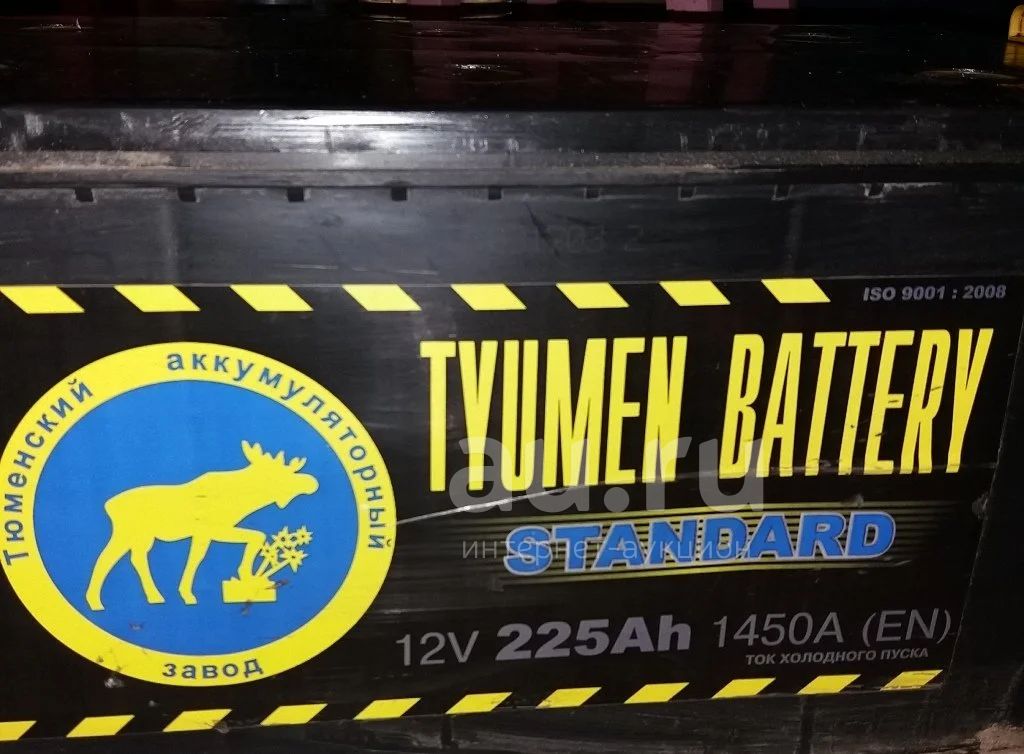 ISO 9001 : 2008
Тюменский аккумуляторный завод
TYUMEN BATTERY
au.ru
STANDARD
интернет-аукцион
12V 225Ah 1450A (EN)
ТОК ХОЛОДНОГО ПУСКА